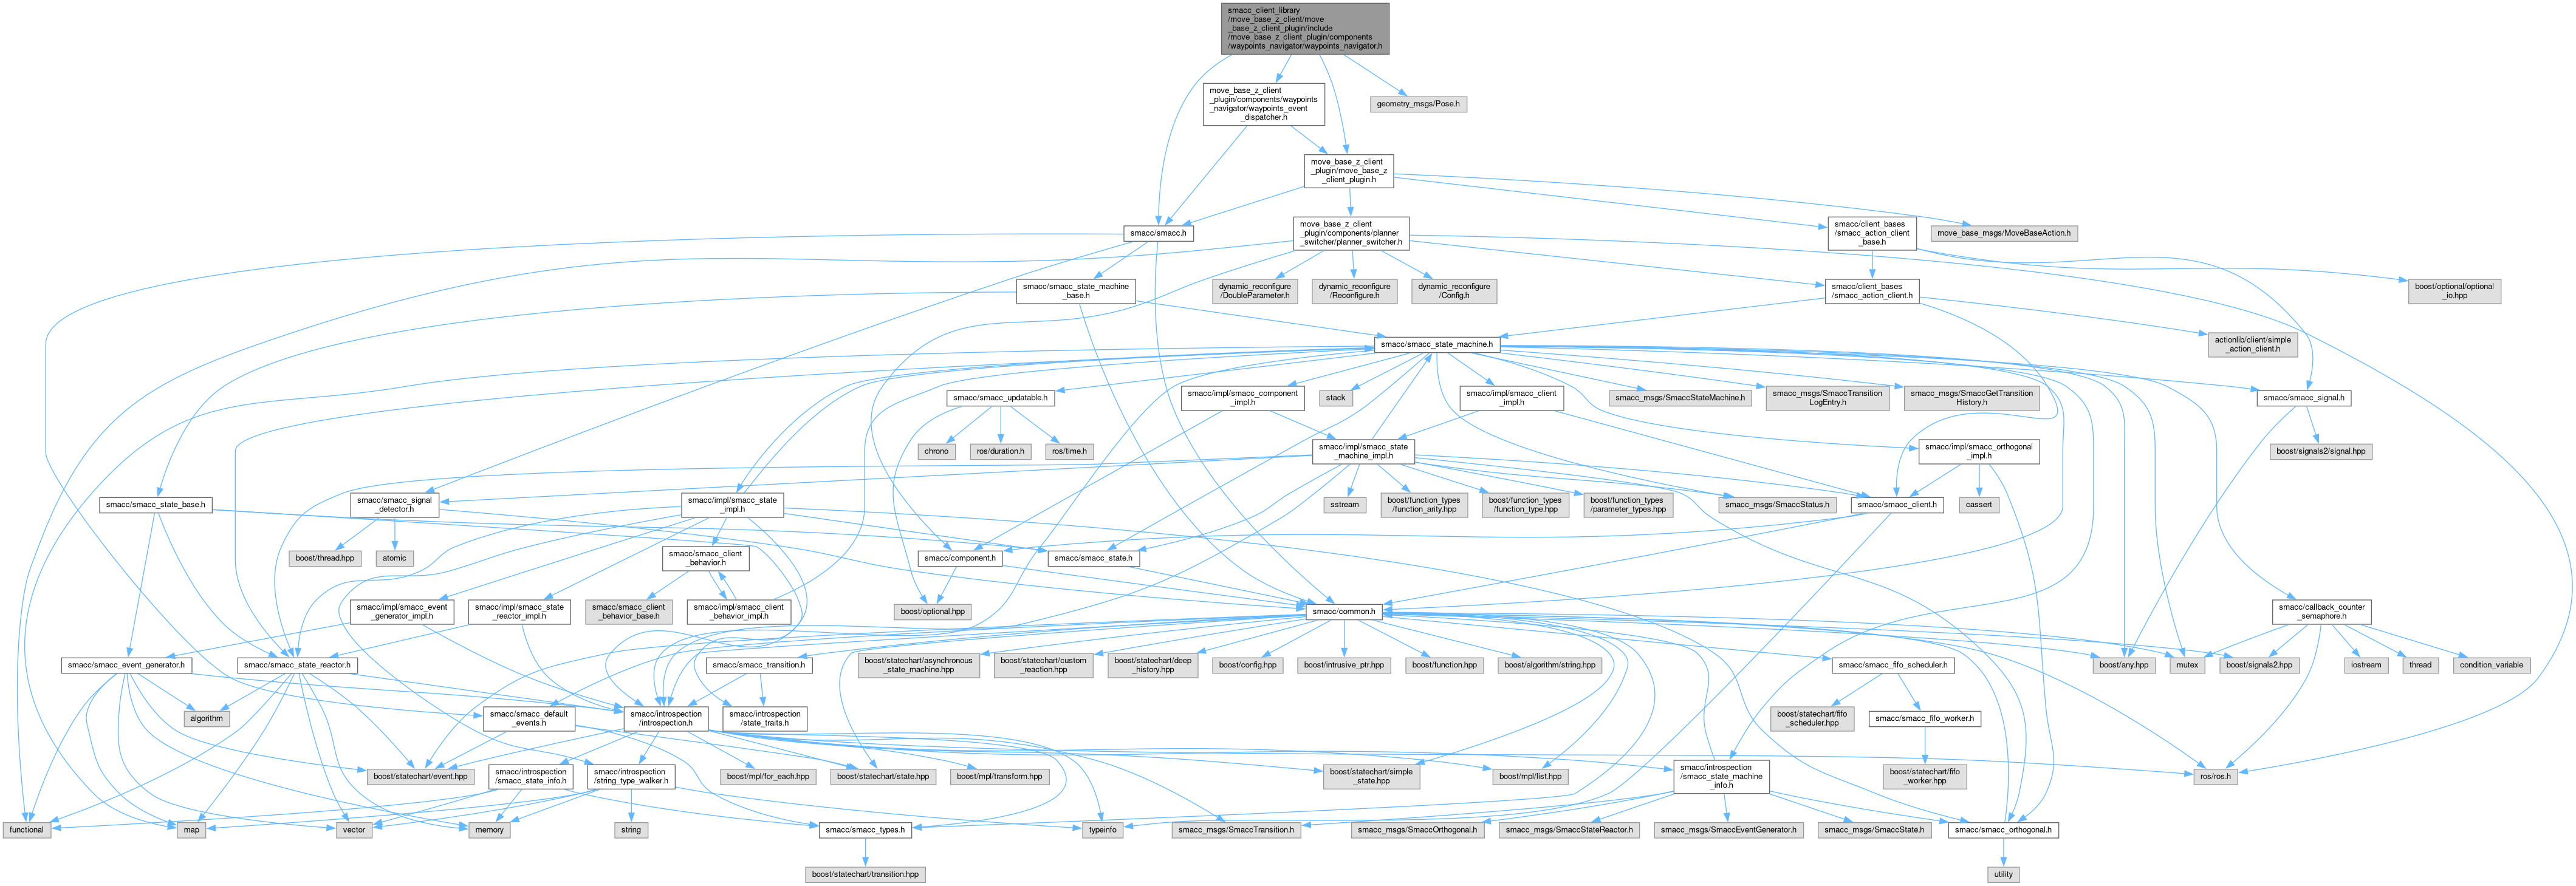 smacc_client_library
/move_base_z_client/move
_base_z_client_plugin/include
/move_base_z_client_plugin/components
/waypoints_navigator/waypoints_navigator.h
move_base_z_client
_plugin/components/waypoints
_navigator/waypoints_event
_dispatcher.h
geometry_msgs/Pose.h
move_base_z_client
_plugin/move_base_z
_client_plugin.h
smacc/smacc.h
move_base_z_client
_plugin/components/planner
_switcher/planner_switcher.h
smacc/client_bases
/smacc_action_client
_base.h
move_base_msgs/MoveBaseAction.h
smacc/smacc_state_machine
_base.h
dynamic_reconfigure
/DoubleParameter.h
dynamic_reconfigure
/Reconfigure.h
dynamic_reconfigure
/Config.h
smacc/client_bases
/smacc_action_client.h
boost/optional/optional
_io.hpp
smacc/smacc_state_machine.h
actionlib/client/simple
_action_client.h
smacc/smacc_updatable.h
smacc/impl/smacc_component
_impl.h
stack
smacc/impl/smacc_client
_impl.h
smacc_msgs/SmaccStateMachine.h
smacc_msgs/SmaccTransition
LogEntry.h
smacc_msgs/SmaccGetTransition
History.h
smacc/smacc_signal.h
chrono
ros/duration.h
ros/time.h
smacc/impl/smacc_state
_machine_impl.h
smacc/impl/smacc_orthogonal
_impl.h
boost/signals2/signal.hpp
smacc/smacc_state_base.h
smacc/smacc_signal
_detector.h
smacc/impl/smacc_state
_impl.h
sstream
boost/function_types
/function_arity.hpp
boost/function_types
/function_type.hpp
boost/function_types
/parameter_types.hpp
smacc_msgs/SmaccStatus.h
smacc/smacc_client.h
cassert
boost/thread.hpp
atomic
smacc/smacc_client
_behavior.h
smacc/component.h
smacc/smacc_state.h
smacc/impl/smacc_event
_generator_impl.h
smacc/impl/smacc_state
_reactor_impl.h
smacc/smacc_client
_behavior_base.h
smacc/impl/smacc_client
_behavior_impl.h
boost/optional.hpp
smacc/common.h
smacc/callback_counter
_semaphore.h
smacc/smacc_event_generator.h
smacc/smacc_state_reactor.h
smacc/smacc_transition.h
boost/statechart/asynchronous
_state_machine.hpp
boost/statechart/custom
_reaction.hpp
boost/statechart/deep
_history.hpp
boost/config.hpp
boost/intrusive_ptr.hpp
boost/function.hpp
boost/algorithm/string.hpp
smacc/smacc_fifo_scheduler.h
boost/any.hpp
mutex
boost/signals2.hpp
iostream
thread
condition_variable
algorithm
smacc/smacc_default
_events.h
smacc/introspection
/introspection.h
smacc/introspection
/state_traits.h
boost/statechart/fifo
_scheduler.hpp
smacc/smacc_fifo_worker.h
boost/statechart/event.hpp
smacc/introspection
/smacc_state_info.h
smacc/introspection
/string_type_walker.h
boost/mpl/for_each.hpp
boost/statechart/state.hpp
boost/mpl/transform.hpp
boost/statechart/simple
_state.hpp
boost/mpl/list.hpp
smacc/introspection
/smacc_state_machine
_info.h
boost/statechart/fifo
_worker.hpp
ros/ros.h
functional
map
vector
memory
string
smacc/smacc_types.h
typeinfo
smacc_msgs/SmaccTransition.h
smacc_msgs/SmaccOrthogonal.h
smacc_msgs/SmaccStateReactor.h
smacc_msgs/SmaccEventGenerator.h
smacc_msgs/SmaccState.h
smacc/smacc_orthogonal.h
boost/statechart/transition.hpp
utility